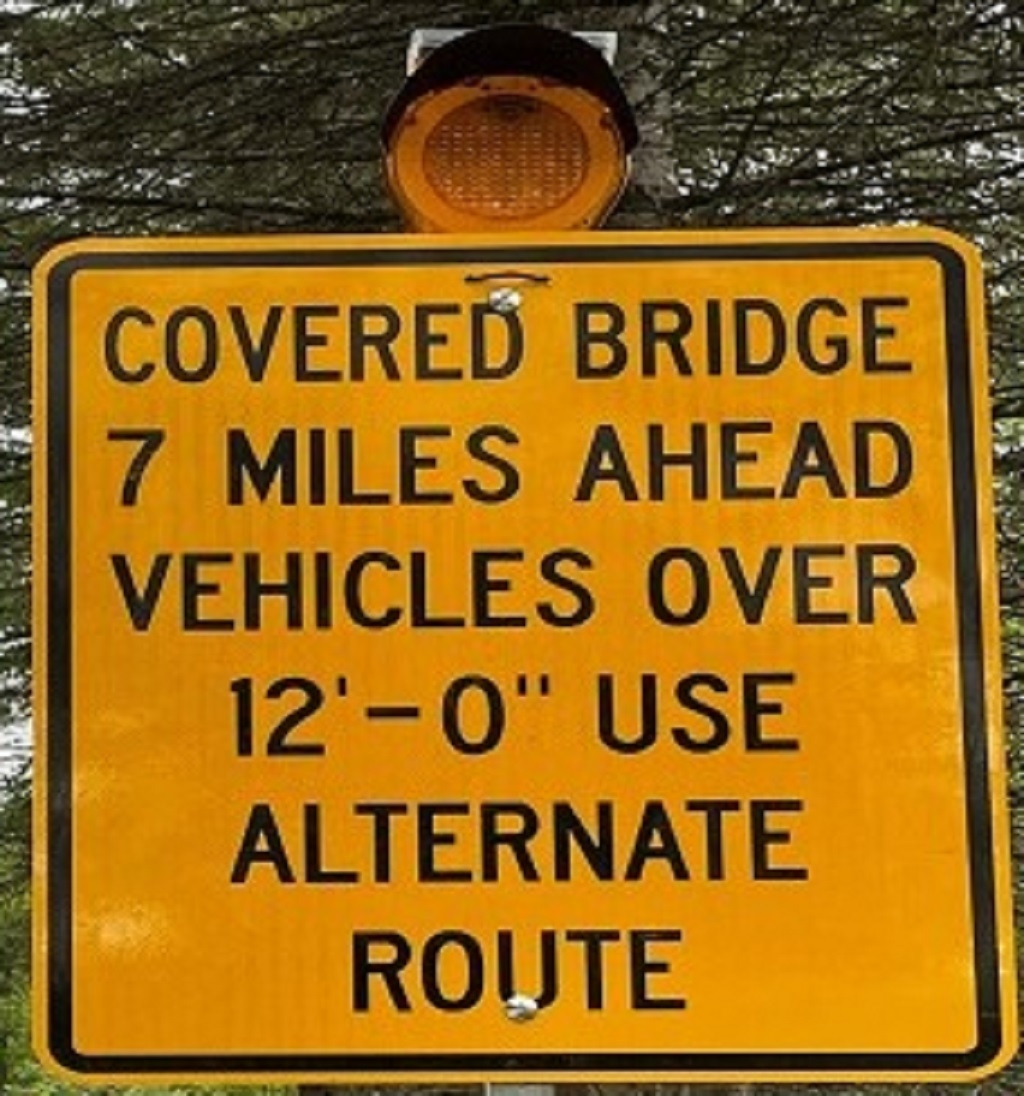 COVERED BRIDGE
7 MILES AHEAD
VEHICLES OVER
12'-0" USE
ALTERNATE
ROUTE